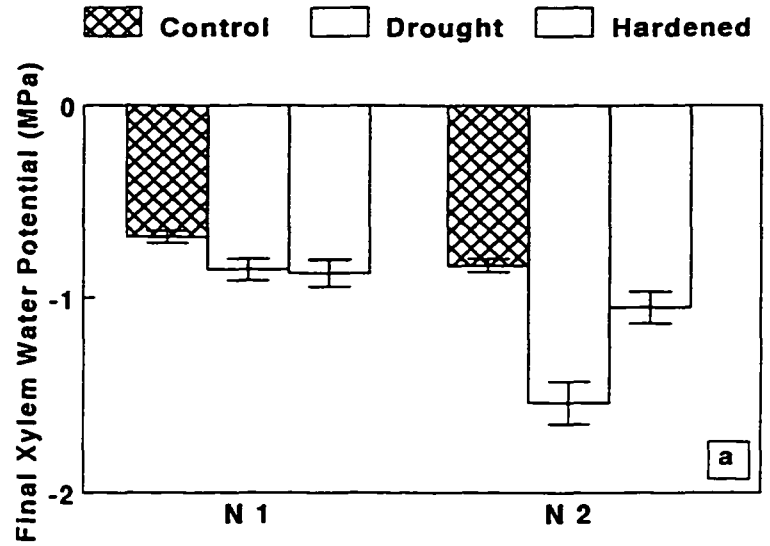 Control Drought Hardened
Final Xylem Water Potential (MPa)
0
-1
-2
N 1 N 2
a